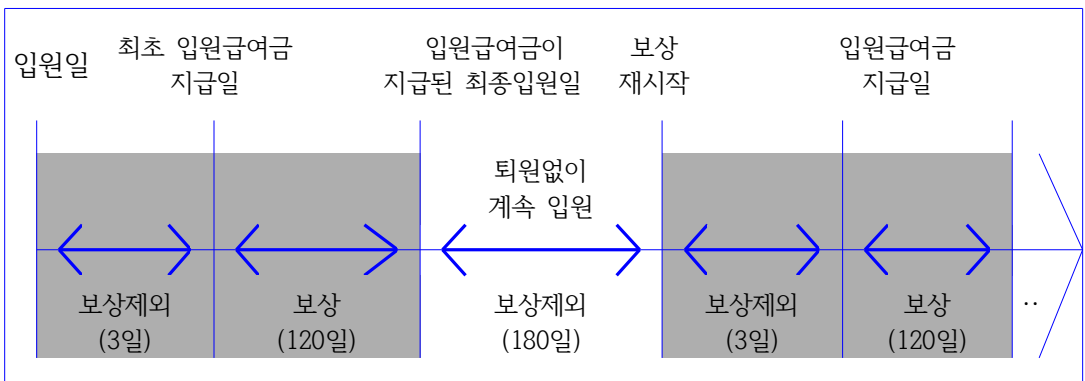 입원일
최초 입원급여금
지급일
입원급여금이
지급된 최종입원일
보상
재시작
입원급여금
지급일
퇴원없이
계속 입원
보상제외
(3일)
보상
(120일)
보상제외
(180일)
보상제외
(3일)
보상
(120일)
‥